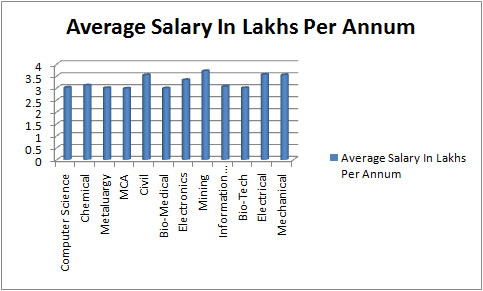 Average Salary In Lakhs Per Annum
4
3.5
3
2.5
2
1.5
1
0.5
0
Computer Science
Chemical
Metaluargy
MCA
Civil
Bio-Medical
Electronics
Mining
Information...
Bio-Tech
Electrical
Mechanical
Average Salary In Lakhs
Per Annum